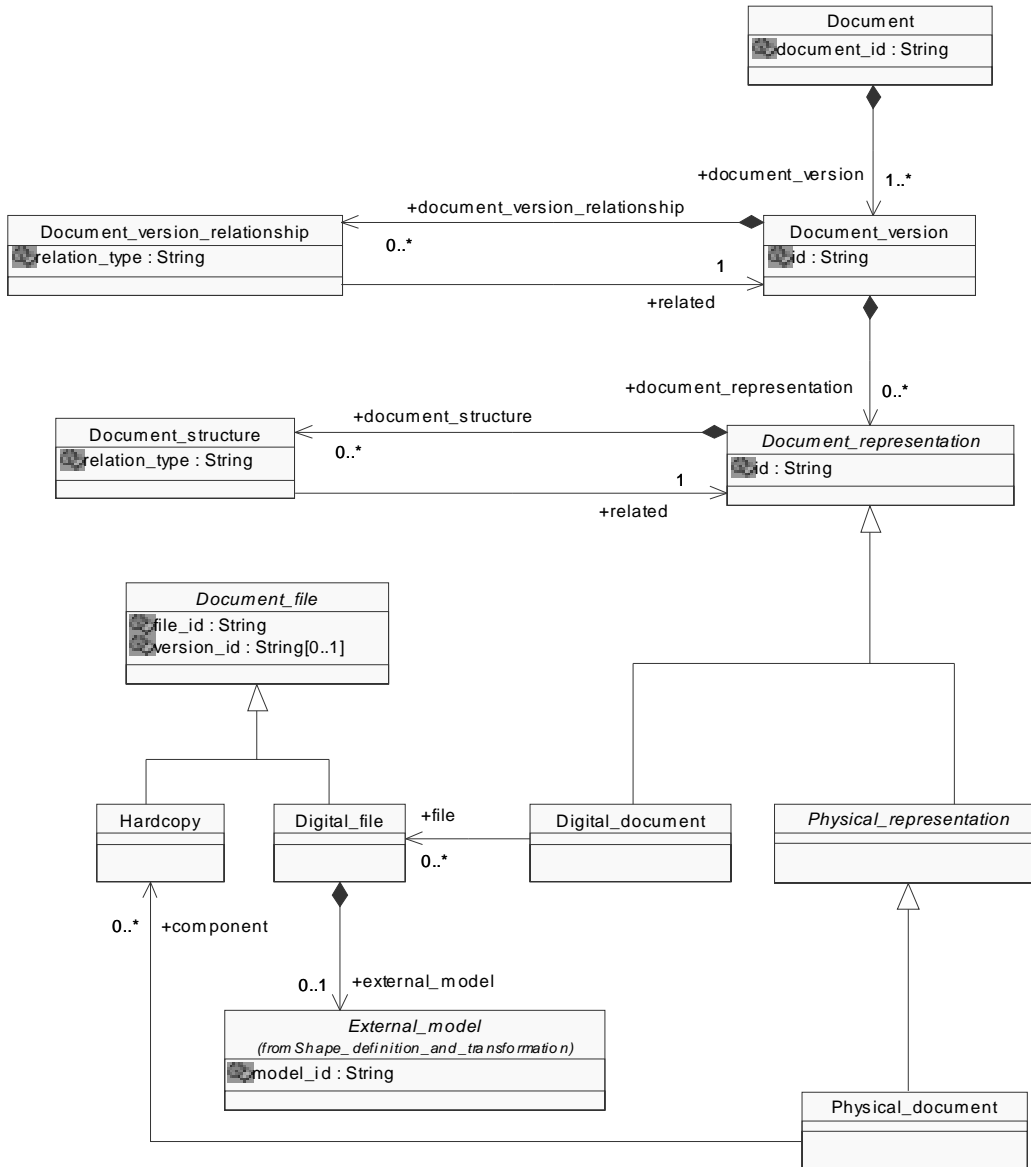 Document
document_id : String
+document_version
1..*
+document_version_relationship
0..*
Document_version_relationship
relation_type : String
Document_version
id : String
1
+related
+document_representation
0..*
+document_structure
0..*
Document_structure
relation_type : String
Document_representation
id : String
1
+related
Document_file
file_id : String
version_id : String[0..1]
Hardcopy
Digital_file
+file
0..*
Digital_document
Physical_representation
0..*
+component
0..1
+external_model
External_model
(from Shape_definition_and_transformation)
model_id : String
Physical_document